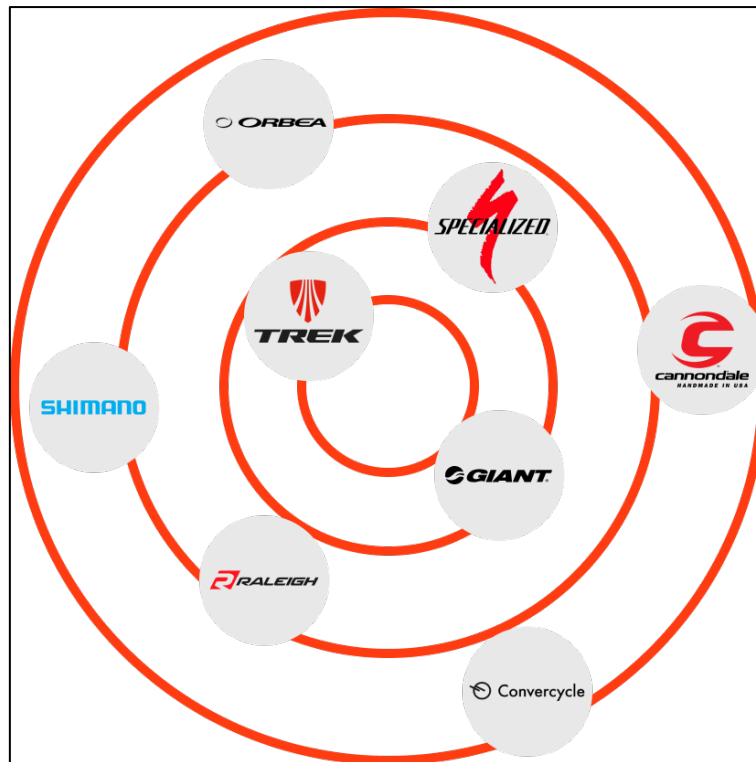 ORBEA
SPECIALIZED
TREK
cannondale
HANDMADE IN USA
SHIMANO
GIANT
RALEIGH
Convercycle